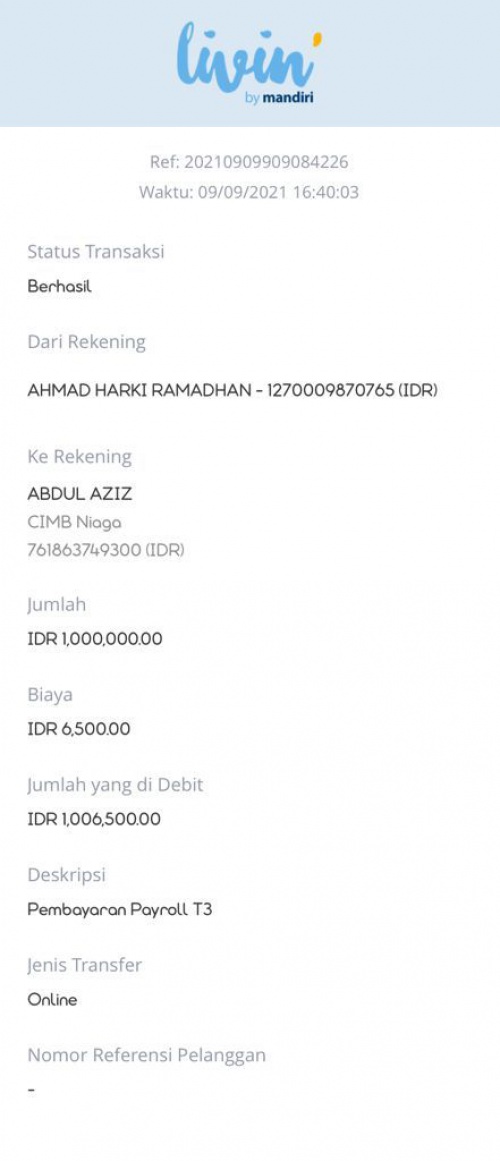 livin'
by mandiri
Ref: 20210909909084226
Waktu: 09/09/2021 16:40:03
Status Transaksi
Berhasil
Dari Rekening
AHMAD HARKI RAMADHAN - 1270009870765 (IDR)
Ke Rekening
ABDUL AZIZ
CIMB Niaga
761863749300 (IDR)
Jumlah
IDR 1,000,000.00
Biaya
IDR 6,500.00
Jumlah yang di Debit
IDR 1,006,500.00
Deskripsi
Pembayaran Payroll T3
Jenis Transfer
Online
Nomor Referensi Pelanggan
-